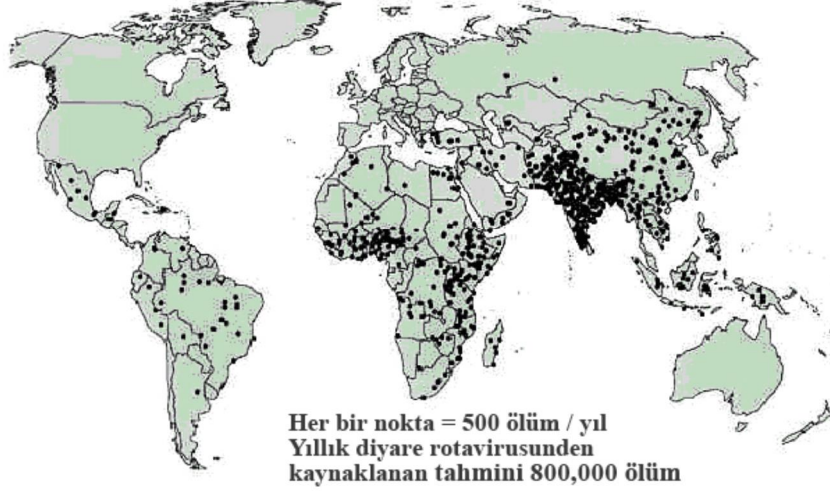 Her bir nokta = 500 ölüm / yıl
Yıllık diyare rotavirusunden
kaynaklanan tahmini 800,000 ölüm